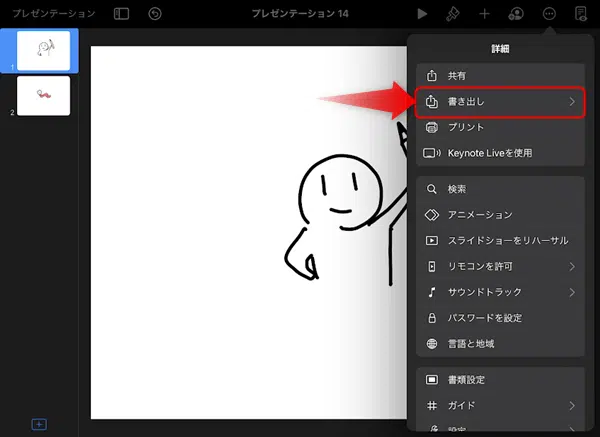 プレゼンテーション
プレゼンテーション 14
詳細
1
2
共有
書き出し
プリント
Keynote Liveを使用
検索
アニメーション
スライドショーをリハーサル
リモコンを許可
サウンドトラック
パスワードを設定
言語と地域
書類設定
ガイド
設定